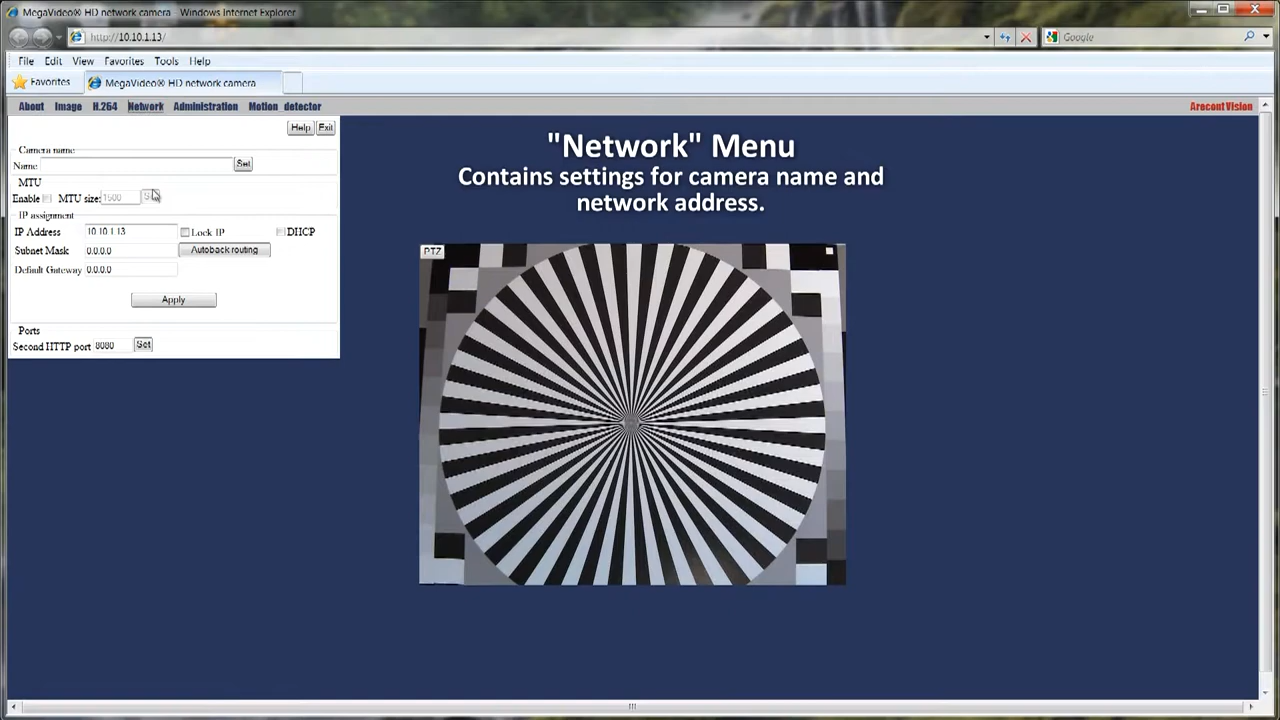 MegaVideo® HD network camera - Windows Internet Explorer
http://10.10.1.13/
Google
File Edit View Favorites Tools Help
Favorites MegaVideo® HD network camera
About Image H.264 Network Administration Motion detector Arecont Vision
Help Exit
Camera name
Name Set
MTU
Enable MTU size: 1500
IP assignment
IP Address 10.10.1.13 Lock IP DHCP
Subnet Mask 0.0.0.0 Autoback routing
Default Gateway 0.0.0.0
Apply
Ports
Second HTTP port 8080 Set
"Network" Menu
Contains settings for camera name and
network address.
PTZ